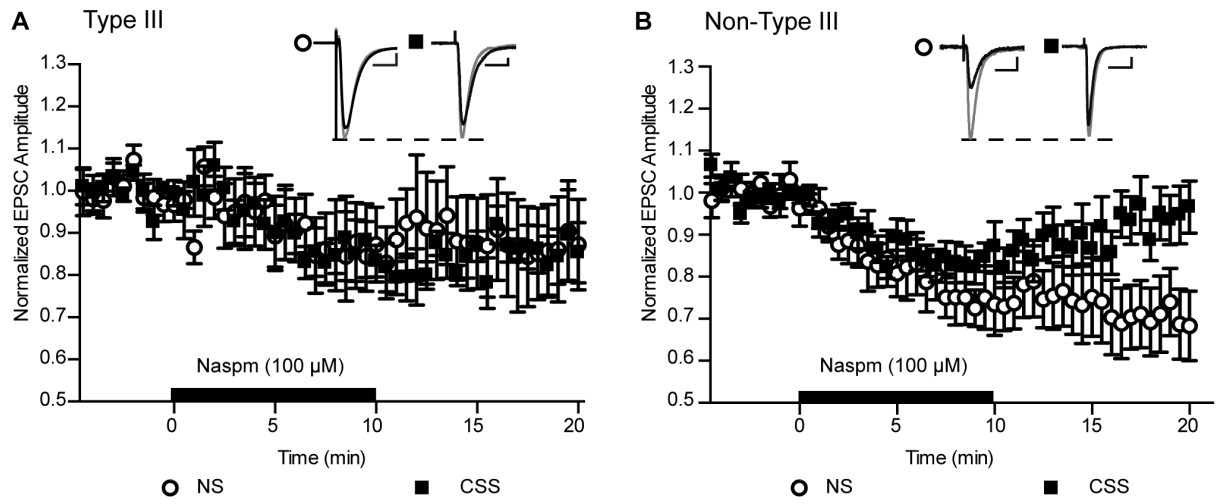 A Type III
1.3
1.2
1.1
1.0
0.9
0.8
0.7
0.6
0.5
Normalized EPSC Amplitude
Naspm (100 µM)
0 5 10 15 20
Time (min)
NS CSS
B Non-Type III
1.3
1.2
1.1
1.0
0.9
0.8
0.7
0.6
0.5
Normalized EPSC Amplitude
Naspm (100 µM)
0 5 10 15 20
Time (min)
NS CSS